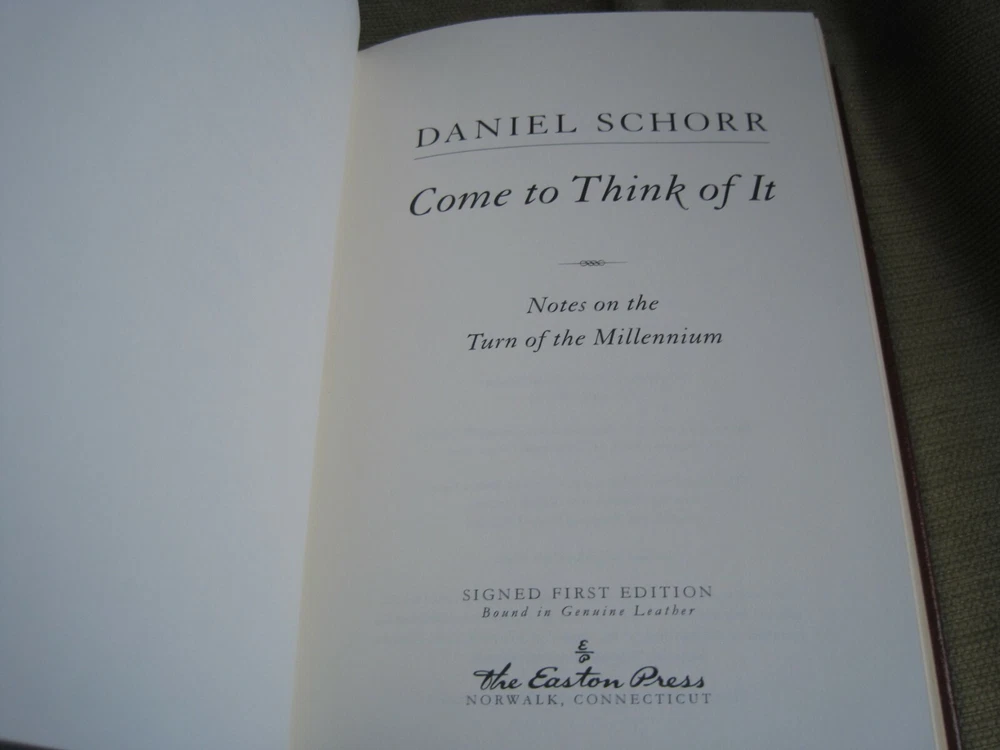 DANIEL SCHORR
Come to Think of It
Notes on the
Turn of the Millennium
SIGNED FIRST EDITION
Bound in Genuine Leather
E
P
The Easton Press
NORWALK, CONNECTICUT